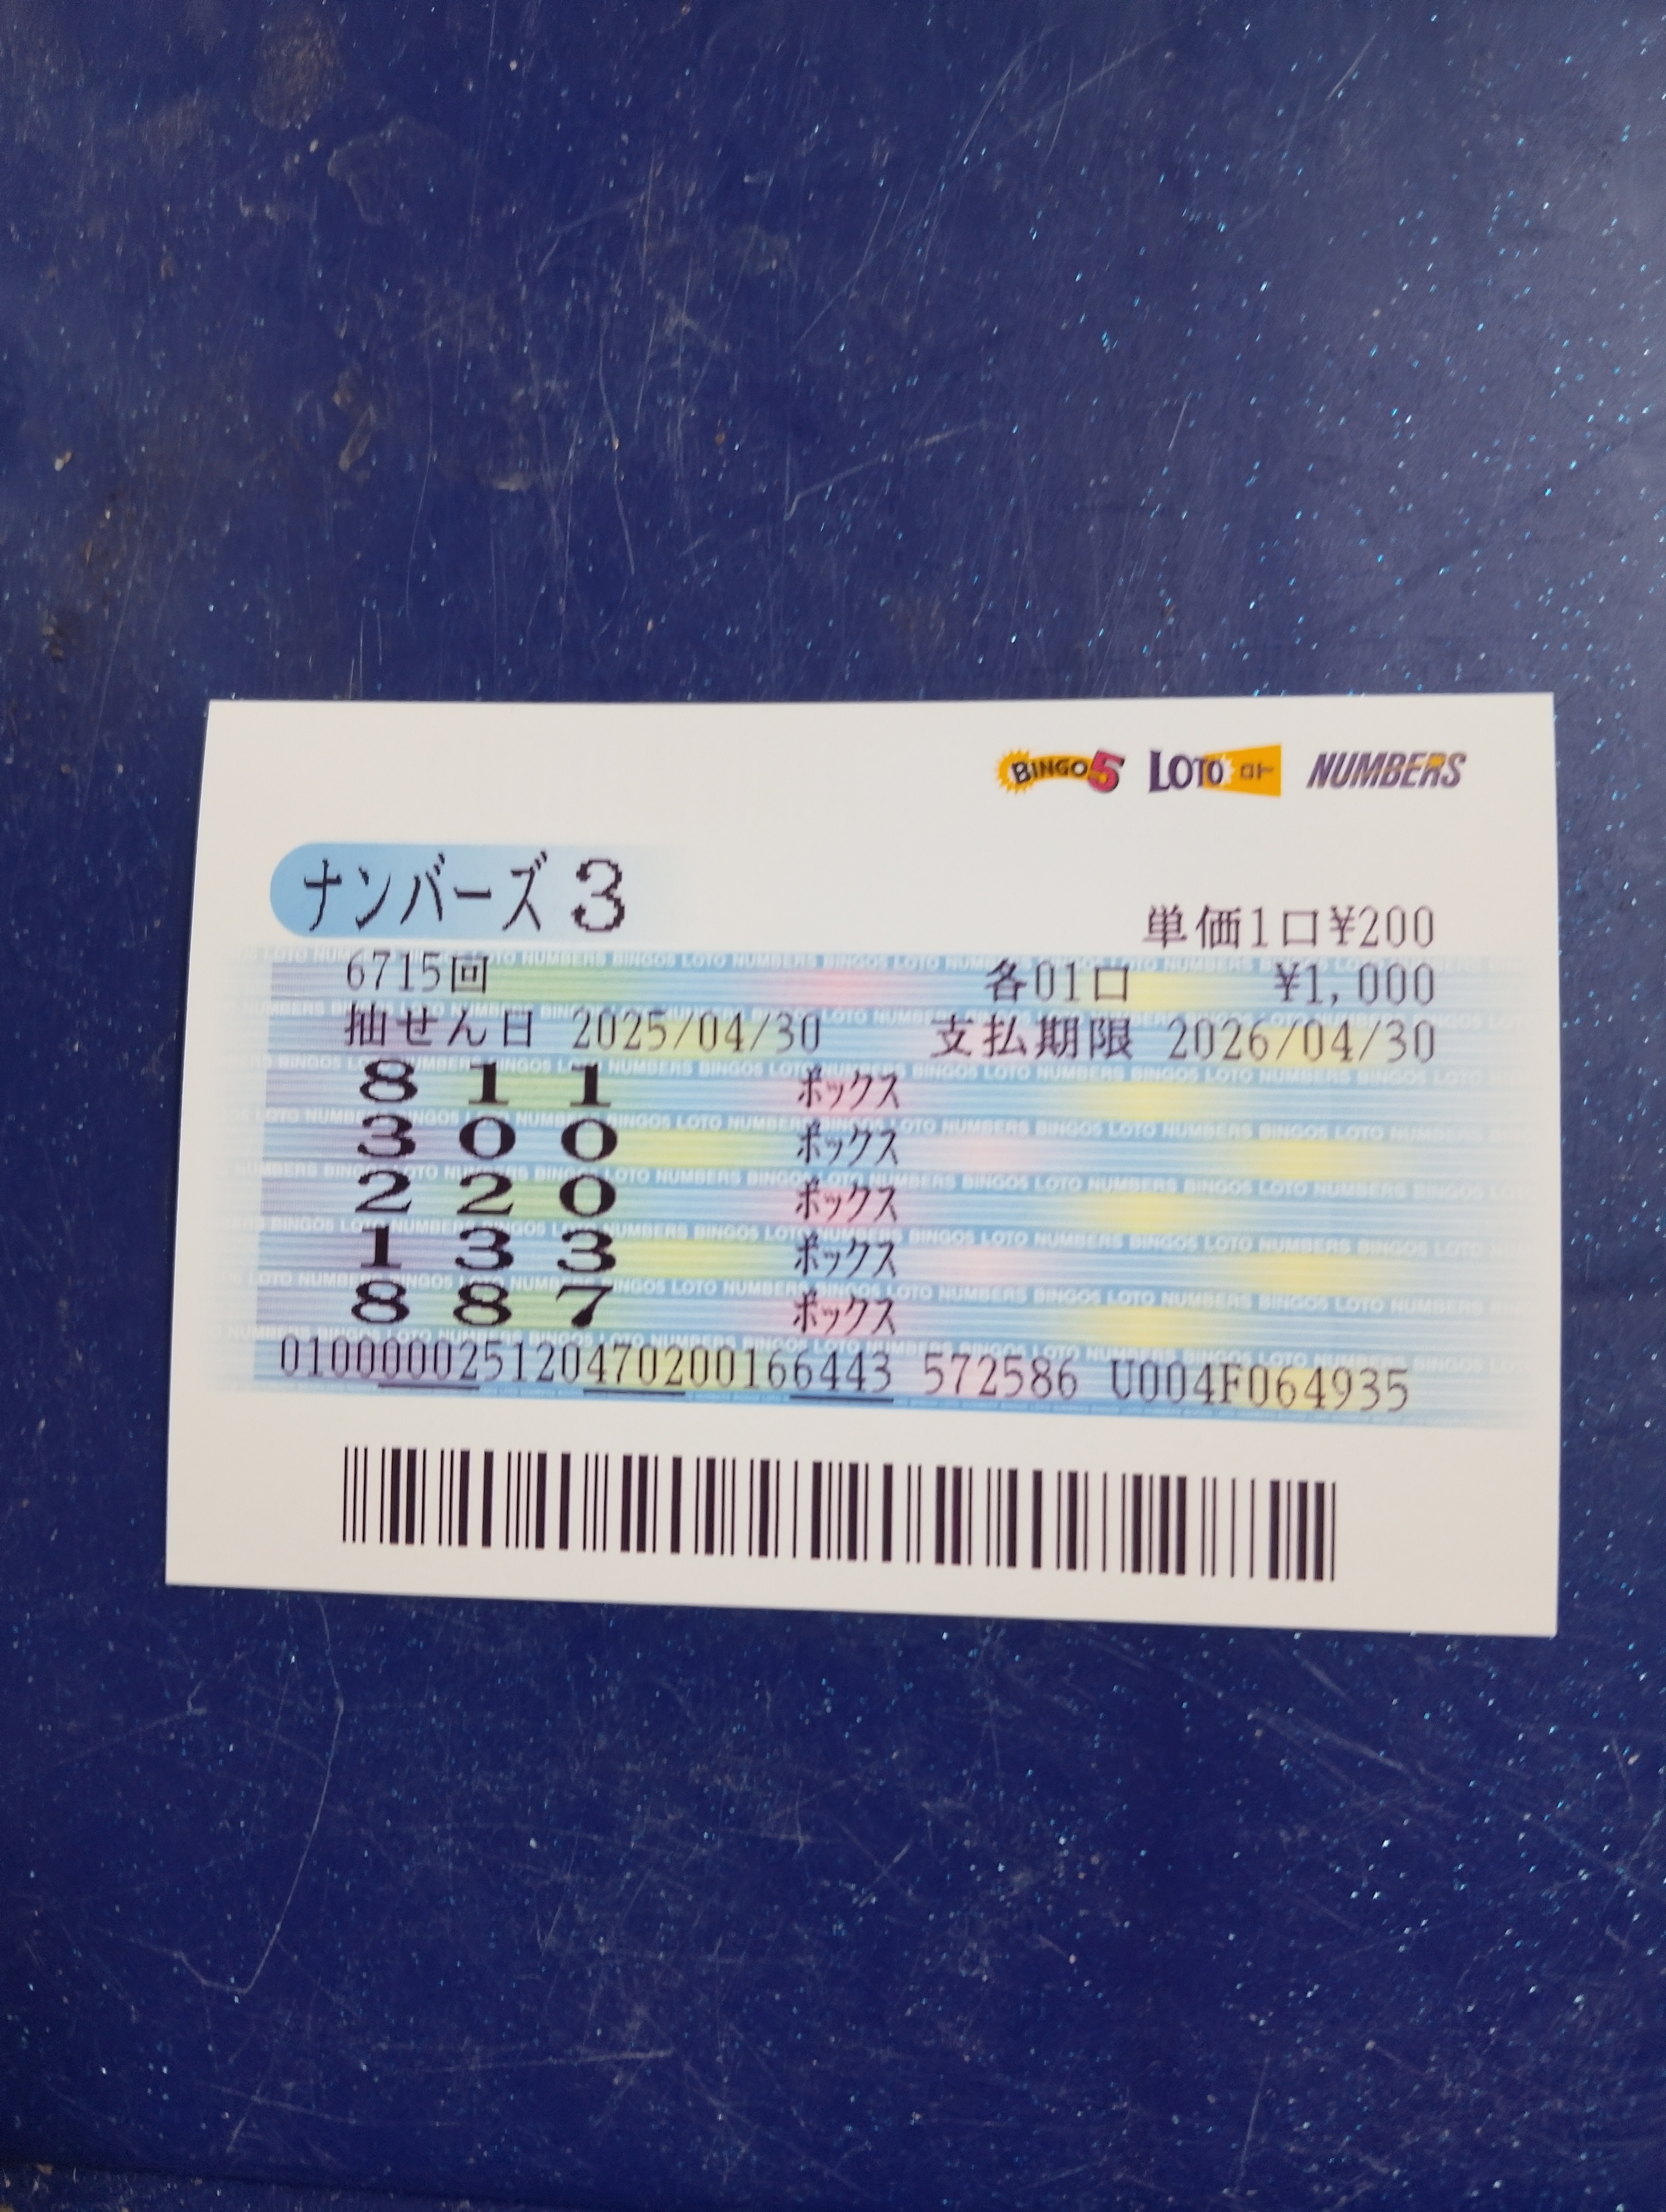 BINGO5 LOTO ロト NUMBERS
ナンバーズ3
単価1口¥200
6715回 各01口 ¥1,000
抽せん日 2025/04/30 支払期限 2026/04/30
8 1 1 ボックス
3 0 0 ボックス
2 2 0 ボックス
1 3 3 ボックス
8 8 7 ボックス
010000025120470200166443 572586 U004F064935